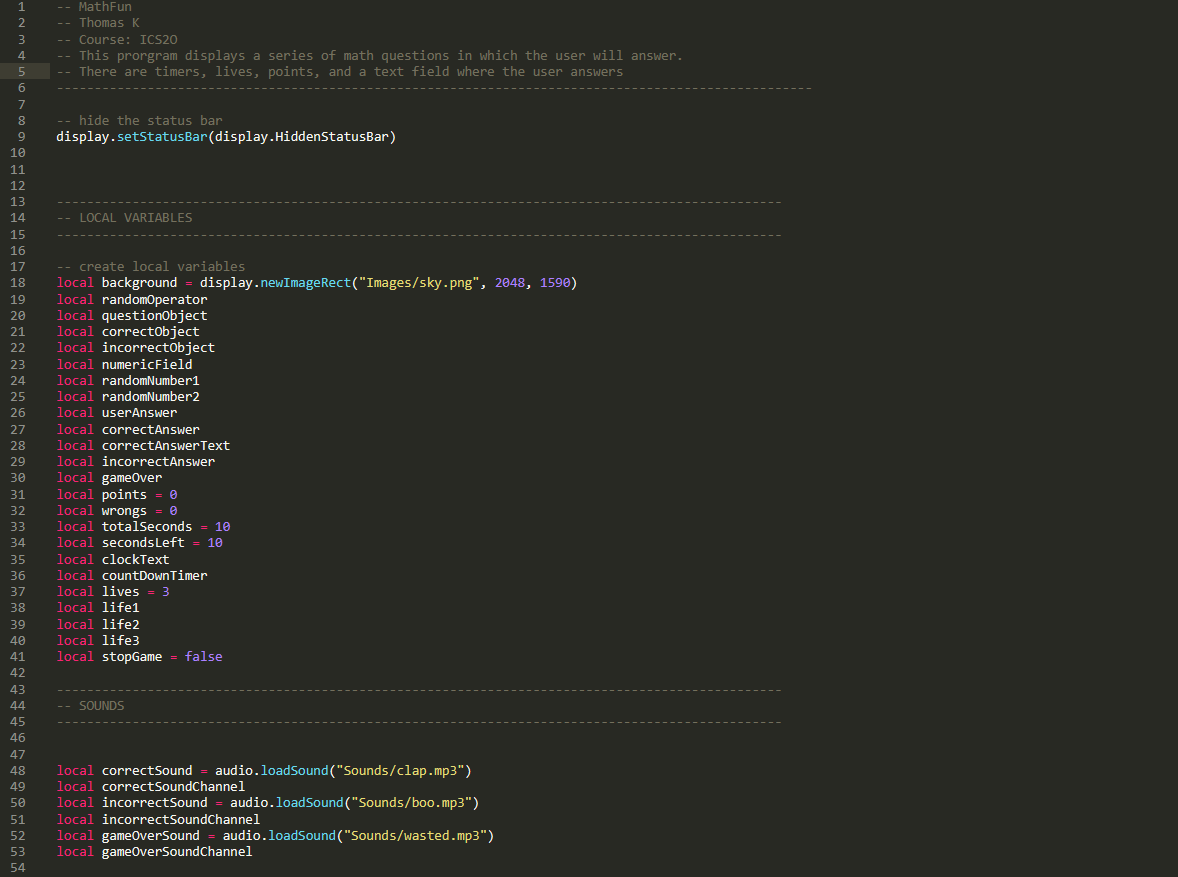 1 -- MathFun
2 -- Thomas K
3 -- Course: ICS2O
4 -- This prorgram displays a series of math questions in which the user will answer.
5 -- There are timers, lives, points, and a text field where the user answers
6 ----------------------------------------------------------------------------------------------------
7
8 -- hide the status bar
9 display.setStatusBar(display.HiddenStatusBar)
10
11
12
13 ------------------------------------------------------------------------------------------------
14 -- LOCAL VARIABLES
15 ------------------------------------------------------------------------------------------------
16
17 -- create local variables
18 local background = display.newImageRect("Images/sky.png", 2048, 1590)
19 local randomOperator
20 local questionObject
21 local correctObject
22 local incorrectObject
23 local numericField
24 local randomNumber1
25 local randomNumber2
26 local userAnswer
27 local correctAnswer
28 local correctAnswerText
29 local incorrectAnswer
30 local gameOver
31 local points = 0
32 local wrongs = 0
33 local totalSeconds = 10
34 local secondsLeft = 10
35 local clockText
36 local countDownTimer
37 local lives = 3
38 local life1
39 local life2
40 local life3
41 local stopGame = false
42
43 ------------------------------------------------------------------------------------------------
44 -- SOUNDS
45 ------------------------------------------------------------------------------------------------
46
47
48 local correctSound = audio.loadSound("Sounds/clap.mp3")
49 local correctSoundChannel
50 local incorrectSound = audio.loadSound("Sounds/boo.mp3")
51 local incorrectSoundChannel
52 local gameOverSound = audio.loadSound("Sounds/wasted.mp3")
53 local gameOverSoundChannel
54